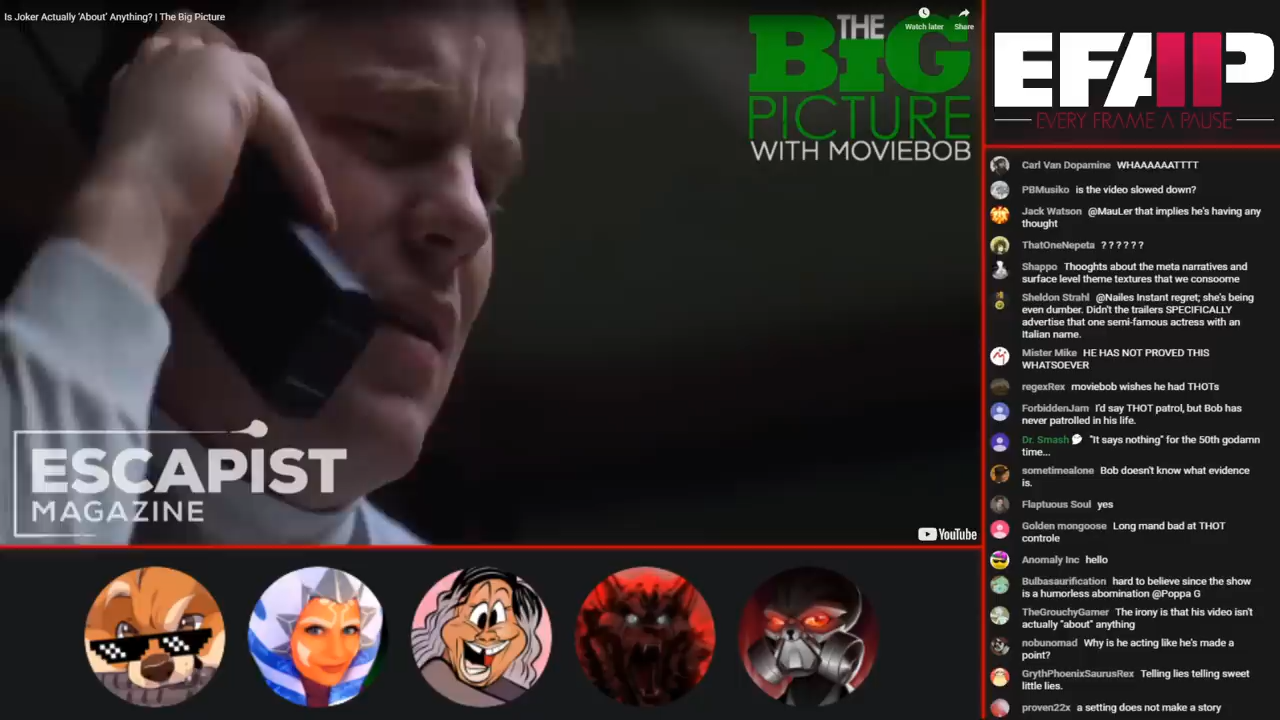 Is Joker Actually 'About' Anything? | The Big Picture
Watch later
Share
THE
BiG
PICTURE
WITH MOVIEBOB
ESCAPIST
MAGAZINE
YouTube
EFAP
EVERY FRAME A PAUSE
Carl Van Dopamine WHAAAAAATTTT
PBMusiko is the video slowed down?
Jack Watson @MauLer that implies he's having any
thought
ThatOneNepeta ? ? ? ? ? ?
Shappo Thooghts about the meta narratives and
surface level theme textures that we consoome
Sheldon Strahl @Nailes Instant regret; she's being
even dumber. Didn't the trailers SPECIFICALLY
advertise that one semi-famous actress with an
Italian name.
Mister Mike HE HAS NOT PROVED THIS
WHATSOEVER
regexRex moviebob wishes he had THOTs
ForbiddenJam I'd say THOT patrol, but Bob has
never patrolled in his life.
Dr. Smash "It says nothing" for the 50th godamn
time...
sometimealone Bob doesn't know what evidence
is.
Flaptuous Soul yes
Golden mongoose Long mand bad at THOT
controle
Anomaly Inc hello
Bulbasaurification hard to believe since the show
is a humorless abomination @Poppa G
TheGrouchyGamer The irony is that his video isn't
actually "about" anything
nobunomad Why is he acting like he's made a
point?
GrythPhoenixSaurusRex Telling lies telling sweet
little lies.
proven22x a setting does not make a story